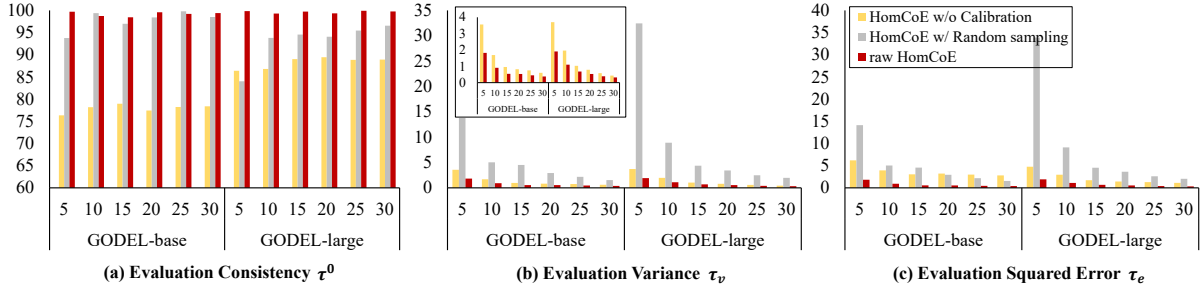 100
95
90
85
80
75
70
65
60
5 10 15 20 25 30 5 10 15 20 25 30
GODEL-base GODEL-large
(a) Evaluation Consistency τ⁰
35
30
25
20
15
10
5
0
4
3
2
1
0
5 10 15 20 25 30 5 10 15 20 25 30
GODEL-base GODEL-large
5 10 15 20 25 30 5 10 15 20 25 30
GODEL-base GODEL-large
(b) Evaluation Variance τᵥ
40
35
30
25
20
15
10
5
0
HomCoE w/o Calibration
HomCoE w/ Random sampling
raw HomCoE
5 10 15 20 25 30 5 10 15 20 25 30
GODEL-base GODEL-large
(c) Evaluation Squared Error τₑ